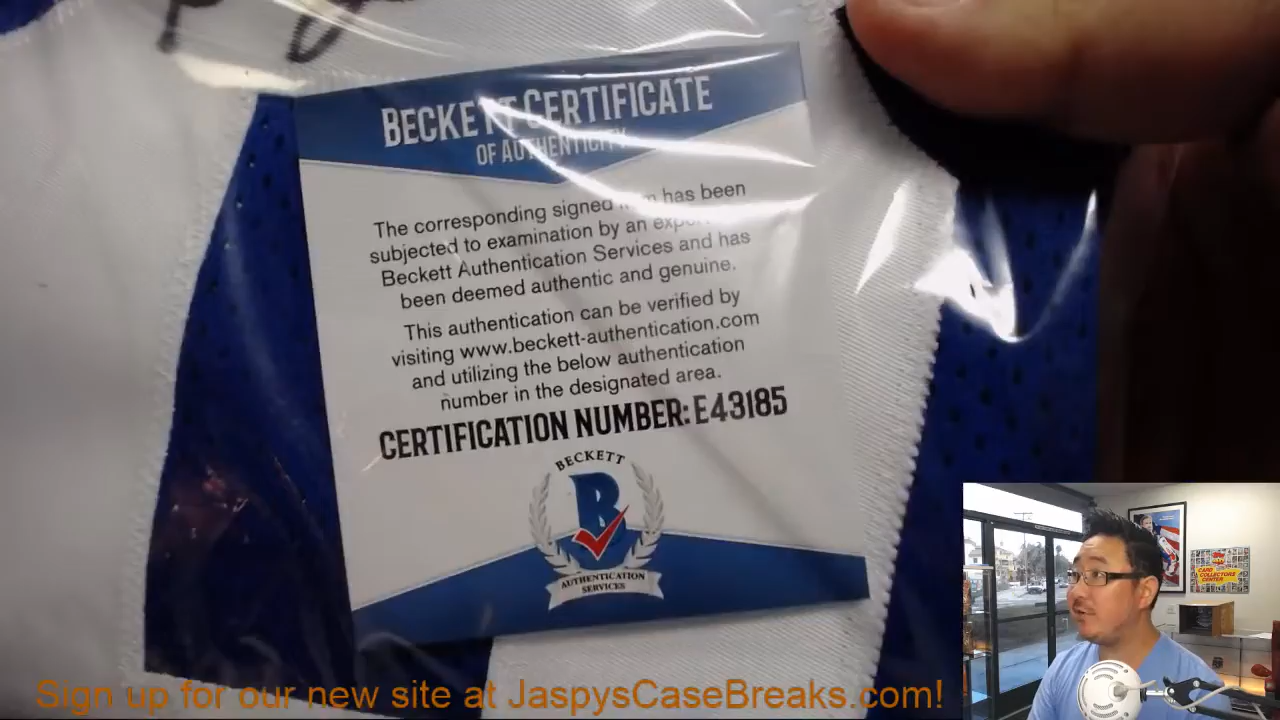 BECKETT CERTIFICATE
OF AUTHENTICITY
The corresponding signed has been
subjected to examination by an
Beckett Authentication Services and has
been deemed authentic and genuine.
This authentication can be verified by
visiting www.beckett-authentication.com
and utilizing the below authentication
number in the designated area.
CERTIFICATION NUMBER: E43185
BECKETT
B
AUTHENTICATION
SERVICES
CARD
COLLECTORS
CENTER
Sign up for our new site at JaspysCaseBreaks.com!